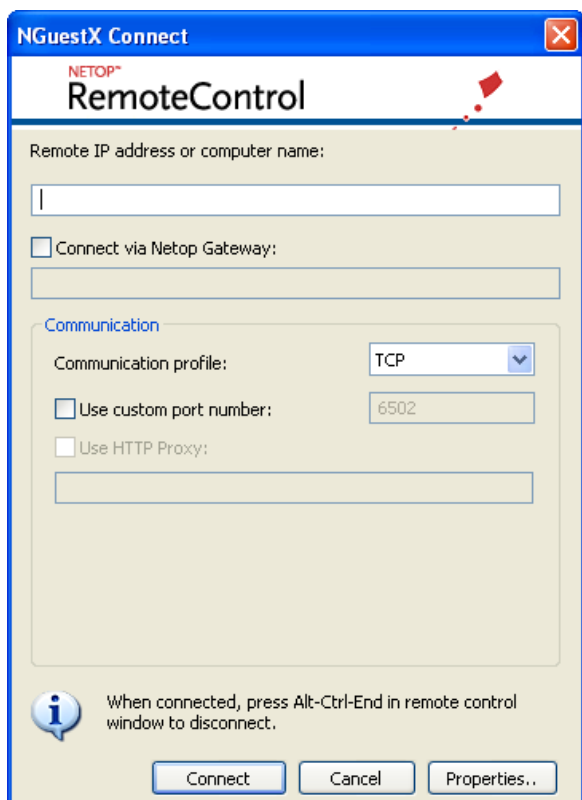 NGuestX Connect
NETOP™
RemoteControl
Remote IP address or computer name:
Connect via Netop Gateway:
Communication
Communication profile:
TCP
Use custom port number:
6502
Use HTTP Proxy:
When connected, press Alt-Ctrl-End in remote control
window to disconnect.
Connect
Cancel
Properties..